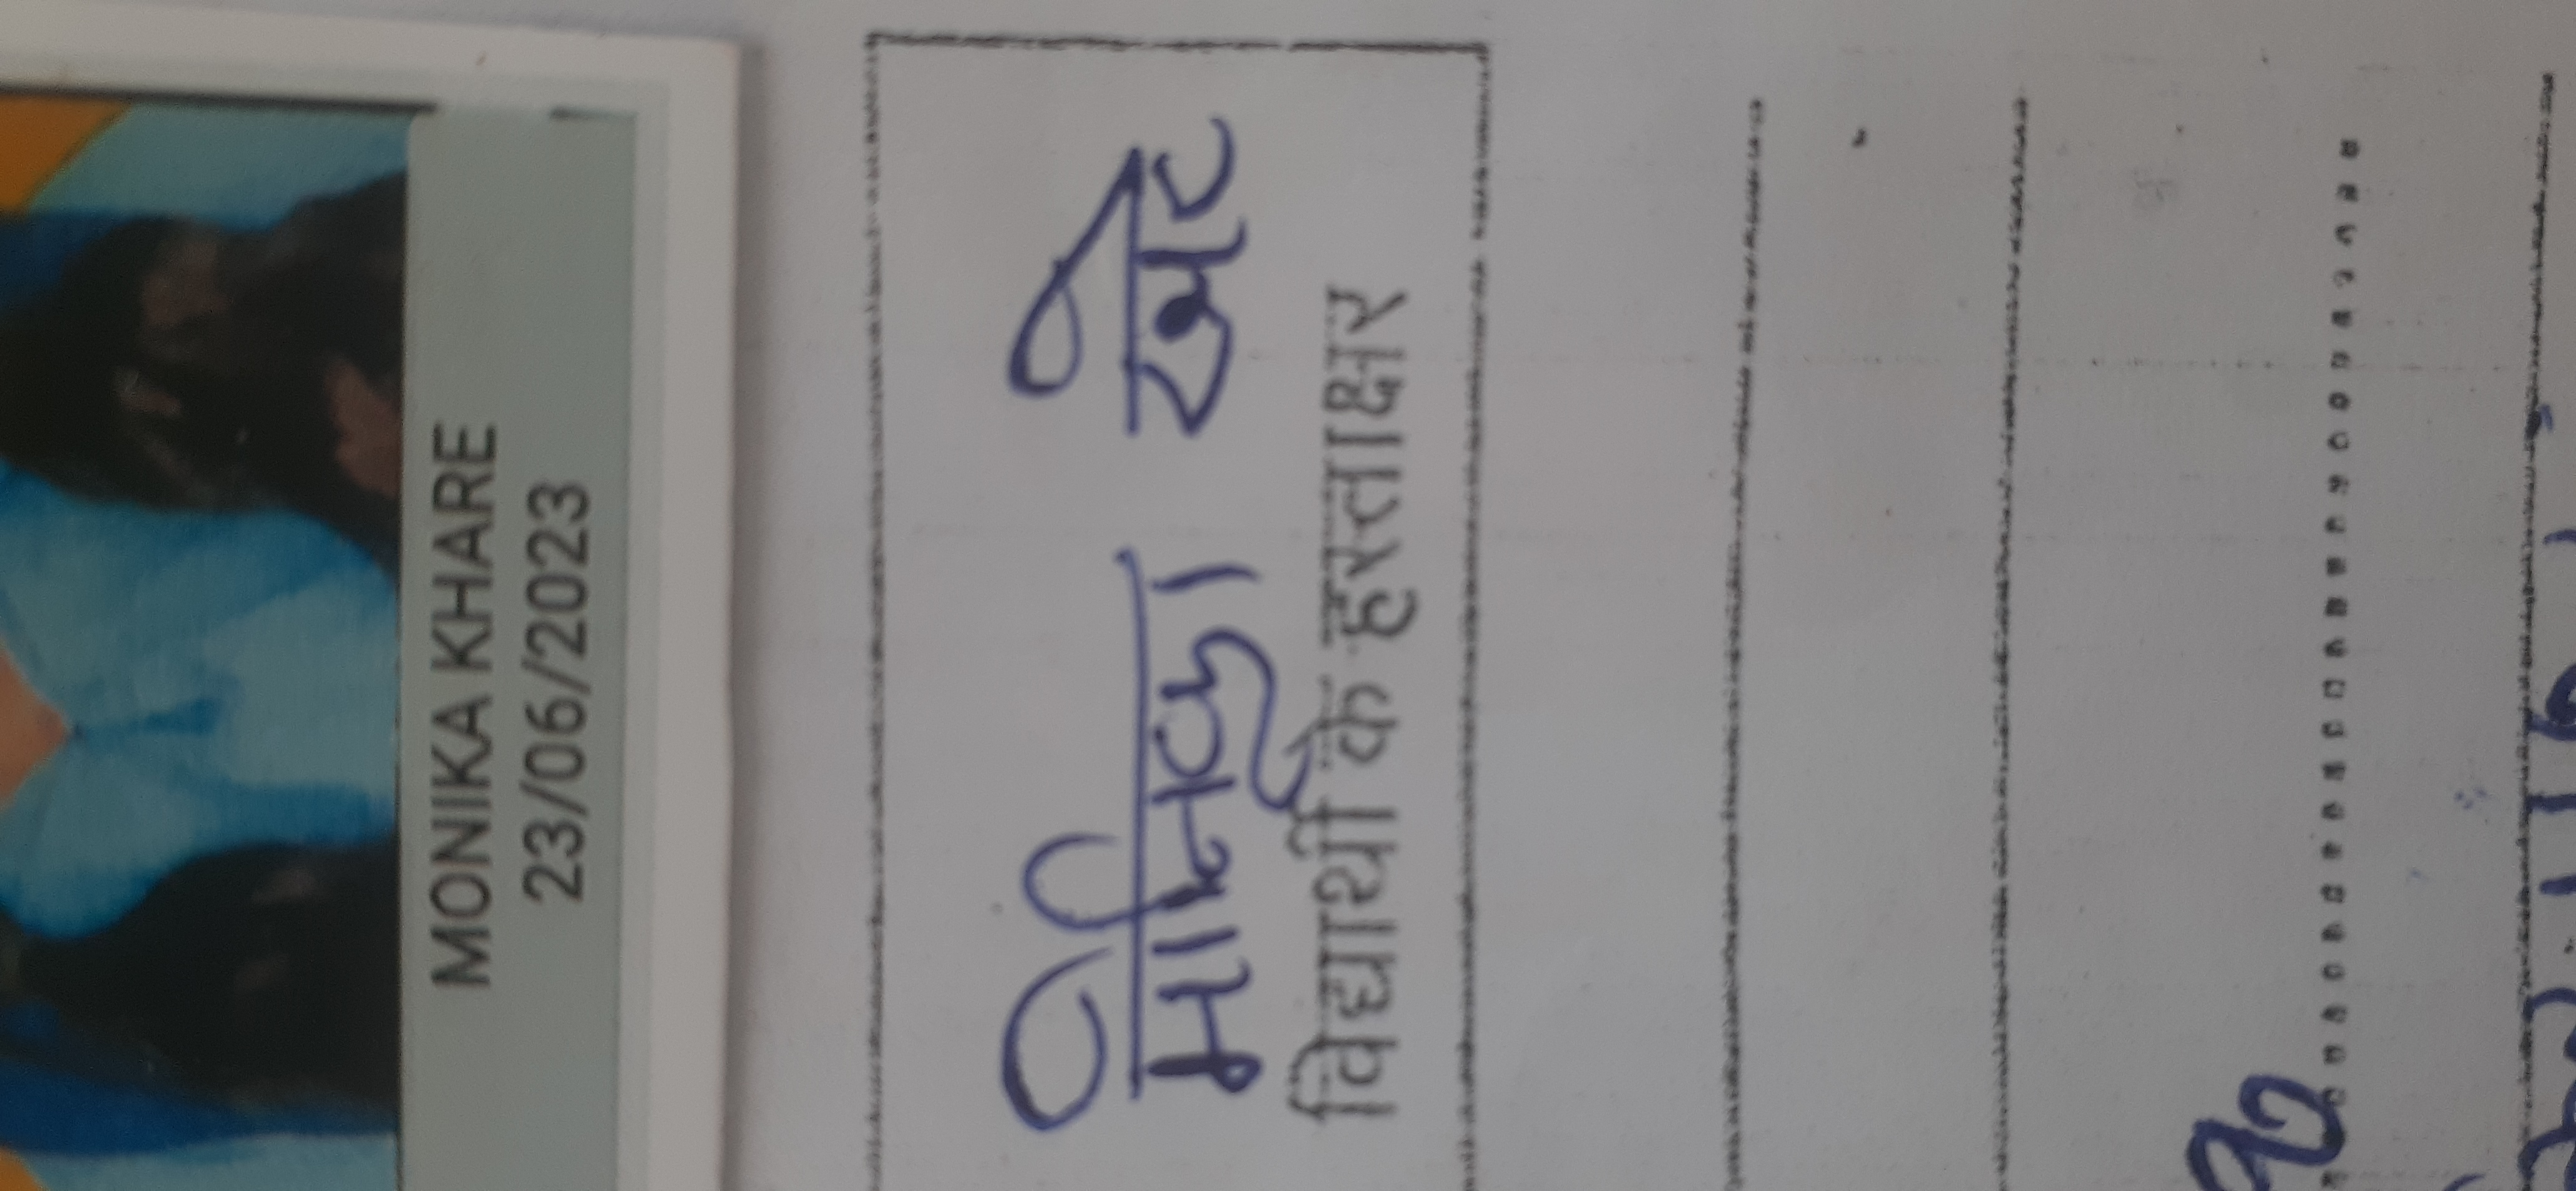 MONIKA KHARE
23/06/2023
मोनिका खरे
विद्यार्थी के हस्ताक्षर